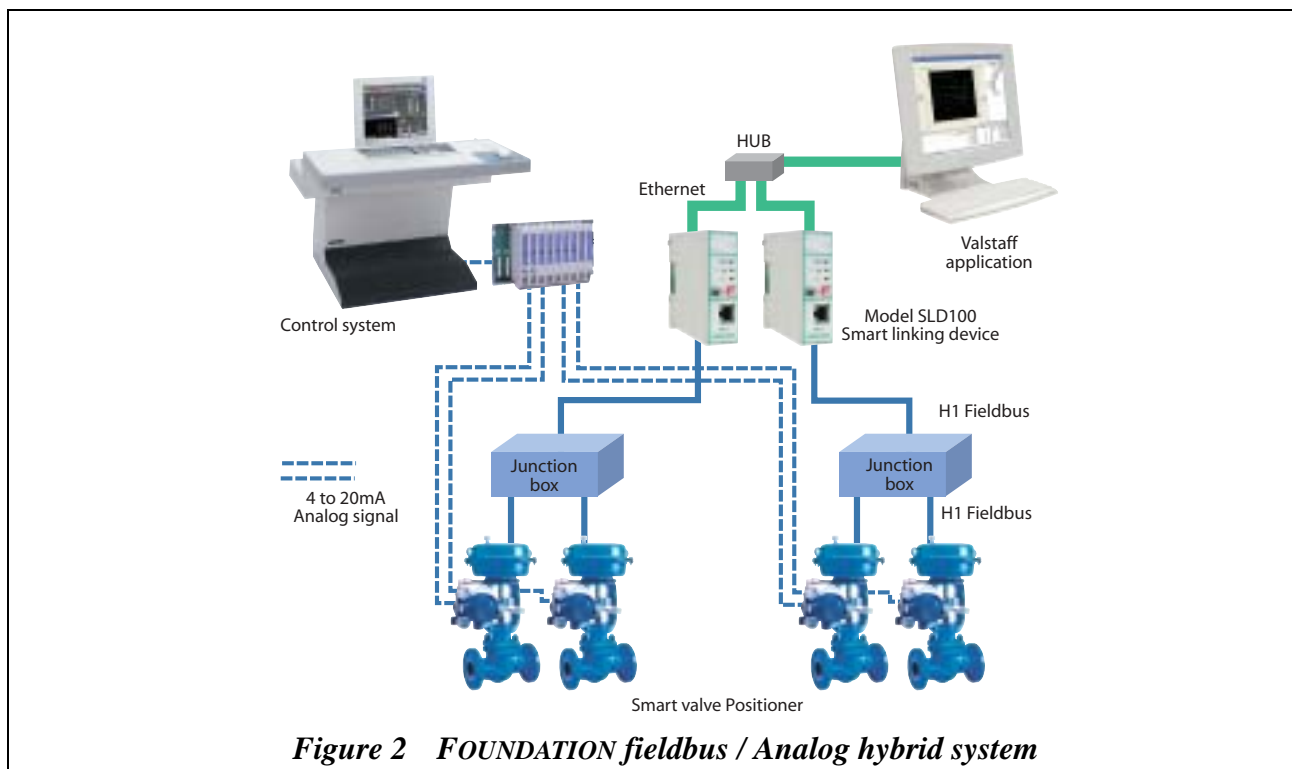 HUB
Ethernet
Valstaff
application
Control system
Model SLD100
Smart linking device
H1 Fieldbus
Junction
box
Junction
box
4 to 20mA
Analog signal
H1 Fieldbus
Smart valve Positioner
Figure 2 FOUNDATION fieldbus / Analog hybrid system